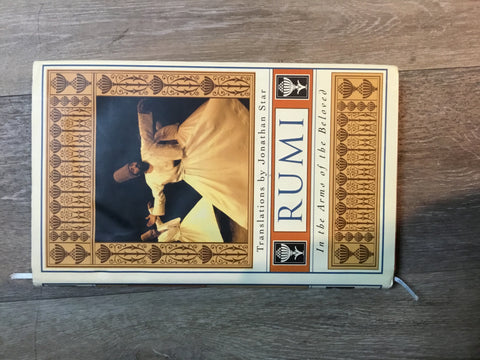 Translations by Jonathan Star
RUMI
In the Arms of the Beloved